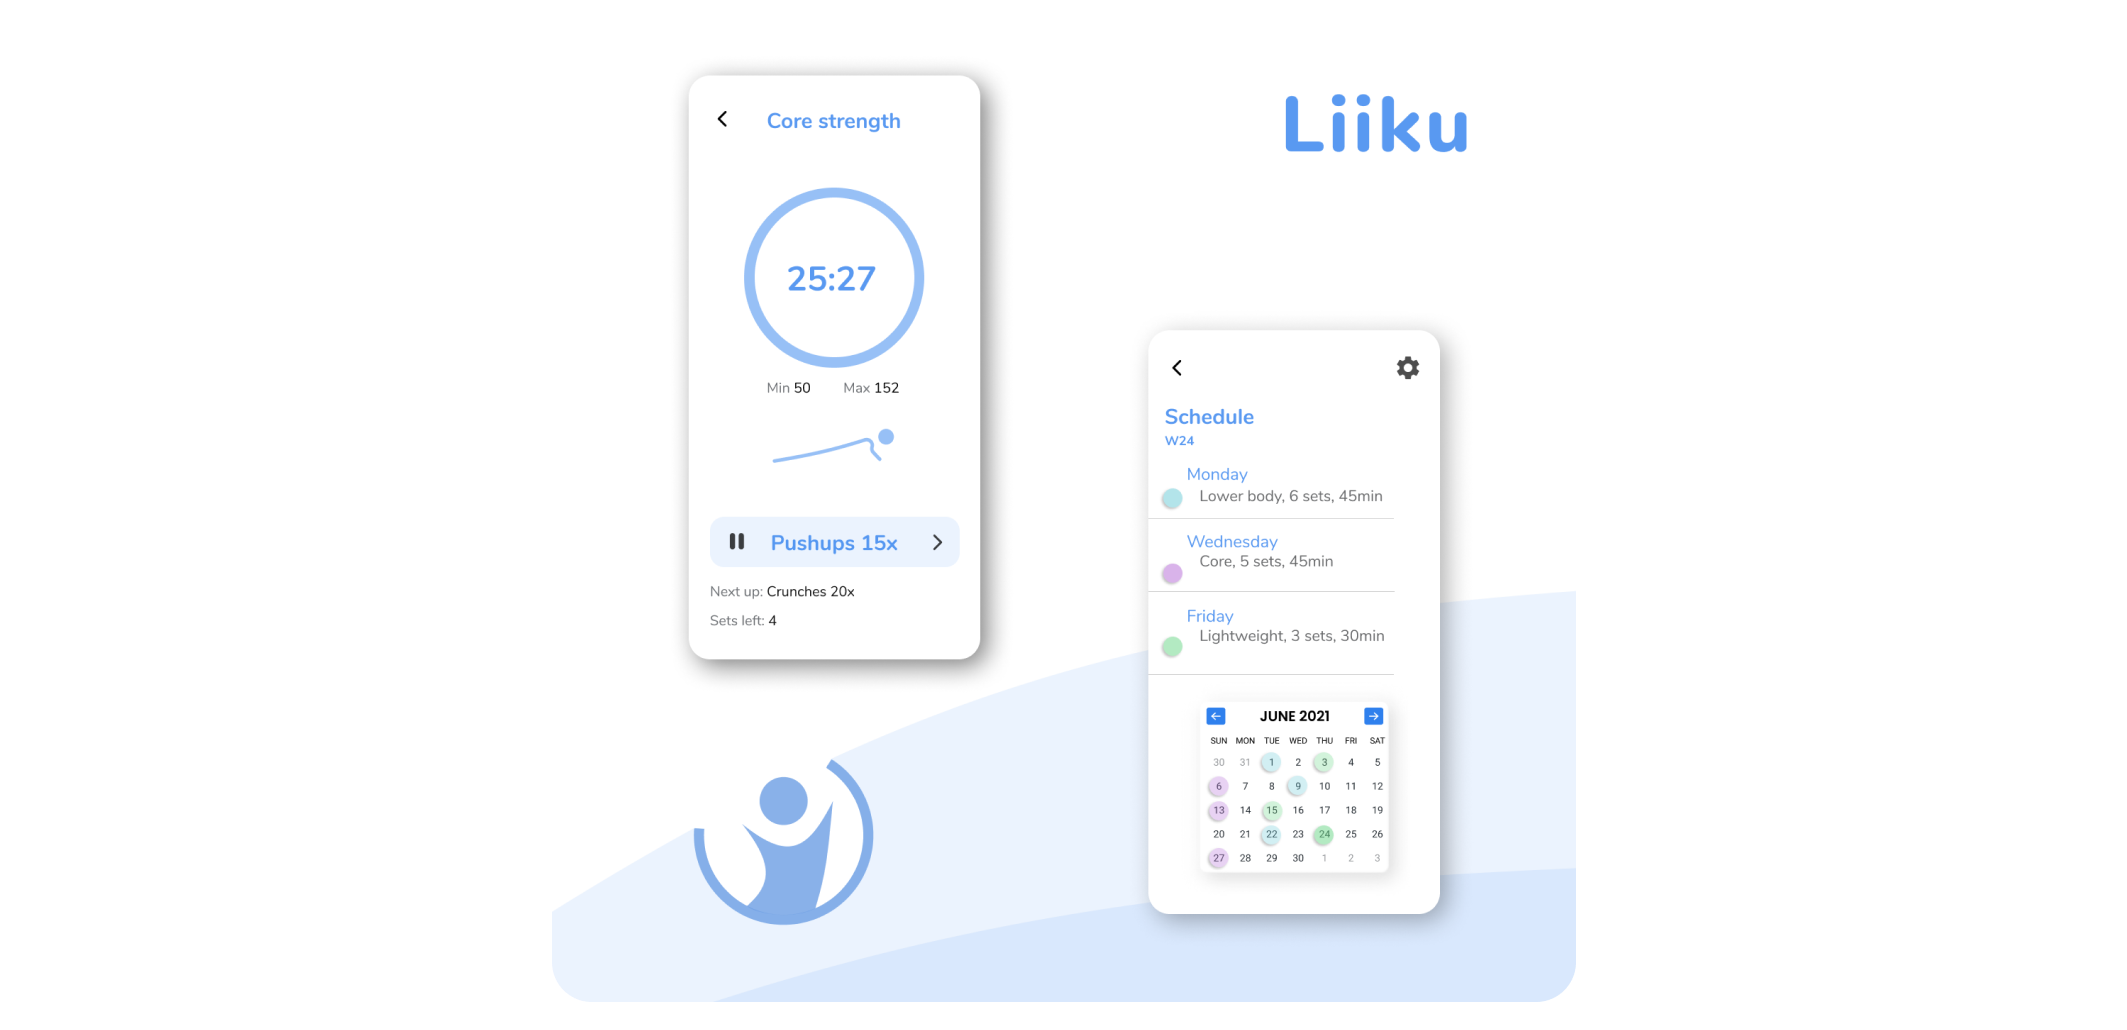 Liiku
Core strength
25:27
Min 50 Max 152
Pushups 15x
Next up: Crunches 20x
Sets left: 4
Schedule
W24
Monday
Lower body, 6 sets, 45min
Wednesday
Core, 5 sets, 45min
Friday
Lightweight, 3 sets, 30min
JUNE 2021
SUN MON TUE WED THU FRI SAT
30 31 1 2 3 4 5
6 7 8 9 10 11 12
13 14 15 16 17 18 19
20 21 22 23 24 25 26
27 28 29 30 1 2 3